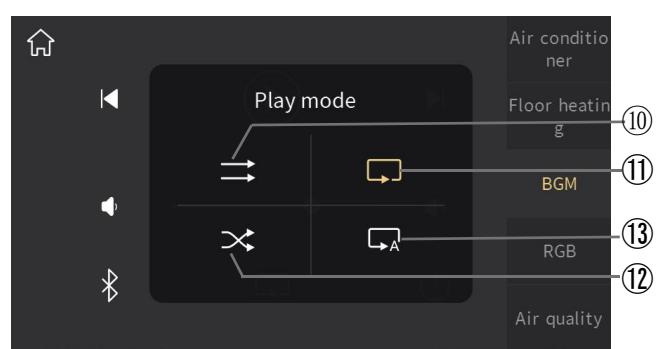 Air conditio
ner
Play mode
Floor heatin
g
⑩
⑪
BGM
A
⑬
RGB
⑫
Air quality